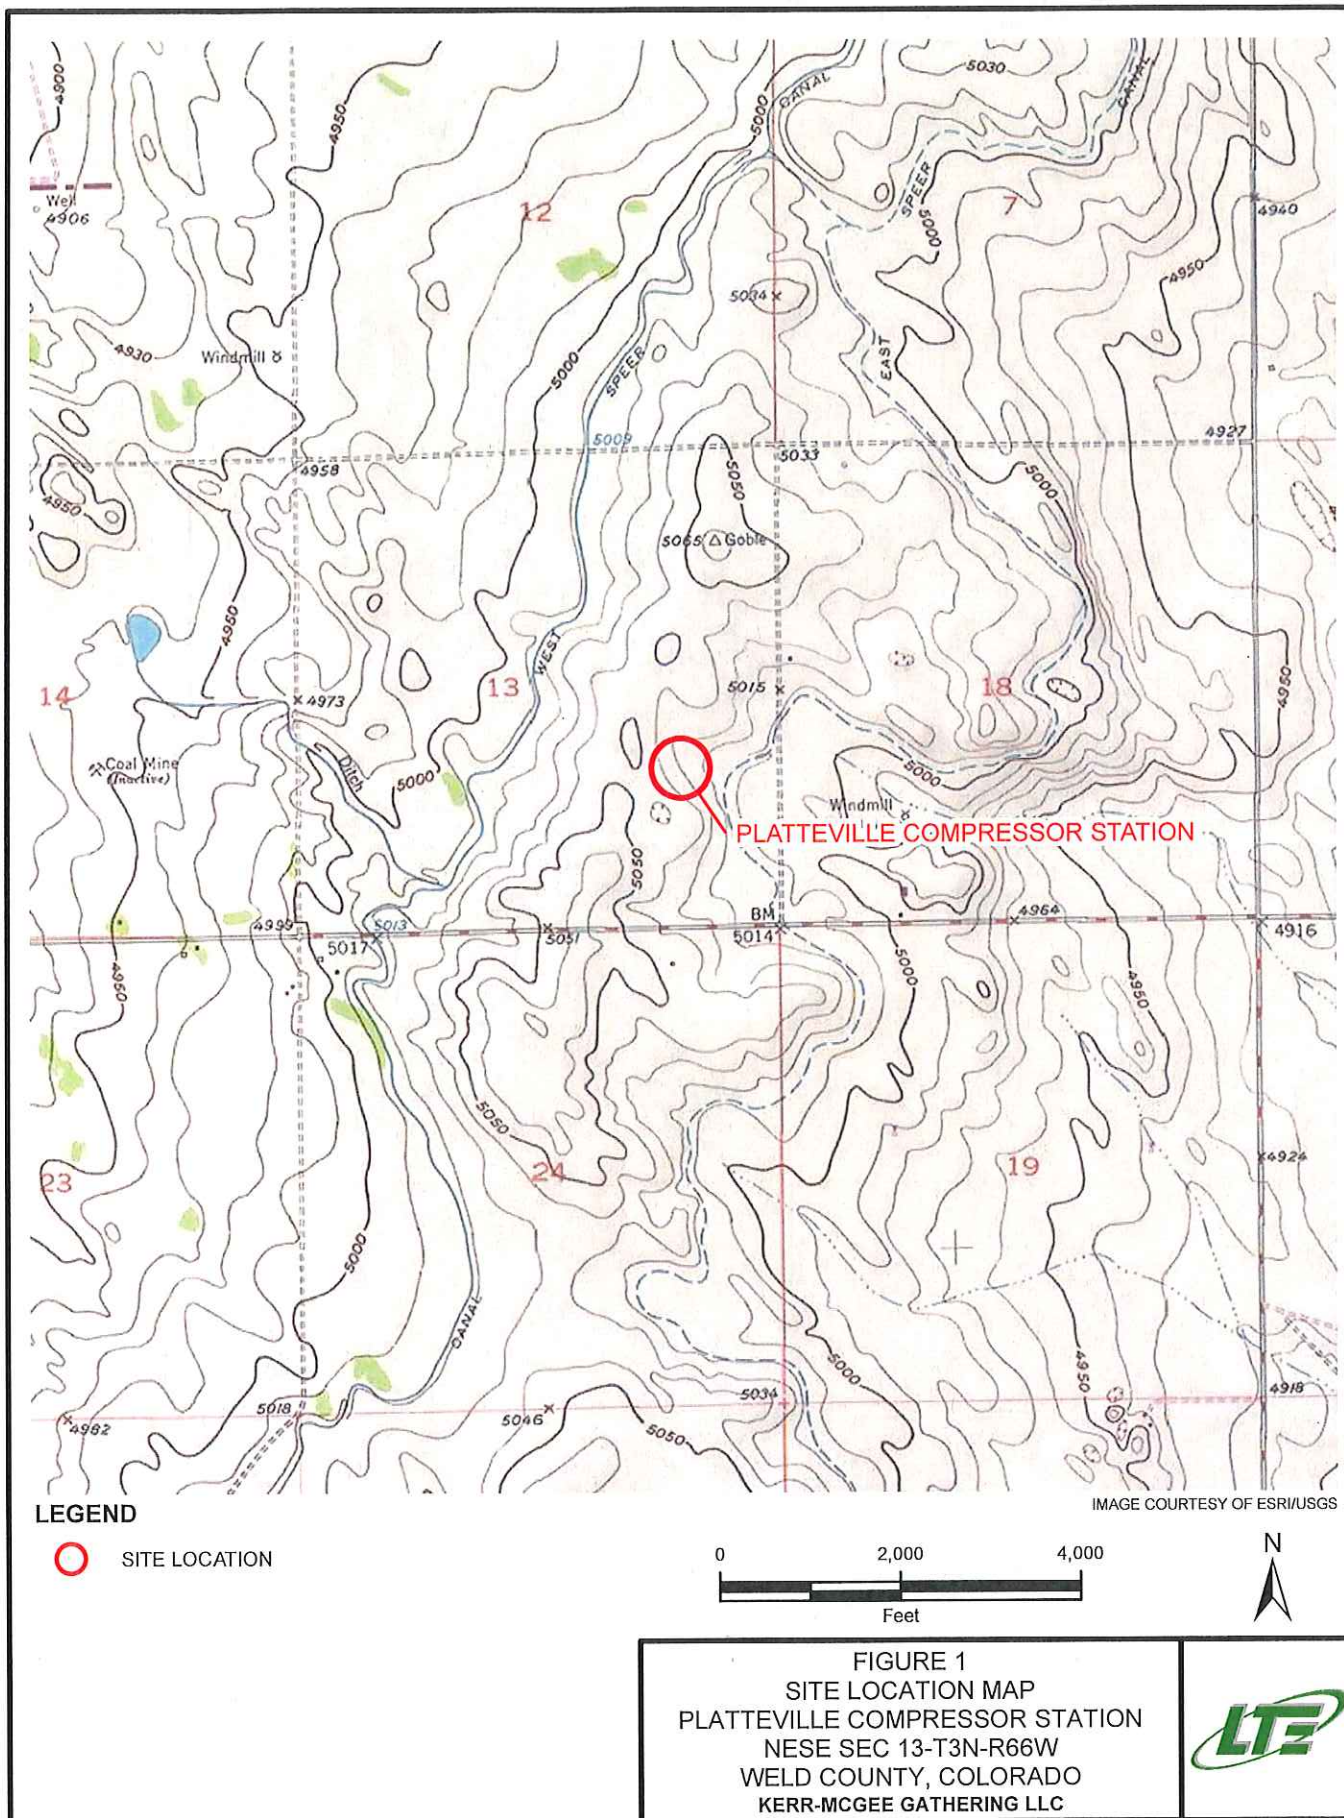 5030
CANAL
CANAL
4900
4950
5000
Well
4906
12
SPEER
5000
7
4940
4950
5034
4930
Windmill
5000
SPEER
EAST
5009
4927
4958
5033
5050
5000
4950
5065 Goble
4950
WEST
14
13
5015
18
4950
4973
Coal Mine
(Inactive)
Ditch
5000
5000
Windmill
PLATTEVILLE COMPRESSOR STATION
5050
BM
4964
4999
5013
5017
5051
5014
4916
4950
5000
4950
5050
23
24
19
4924
5000
CANAL
5000
4950
5034
4918
5018
5046
4982
5050
LEGEND
IMAGE COURTESY OF ESRI/USGS
SITE LOCATION
0 2,000 4,000
Feet
N
FIGURE 1
SITE LOCATION MAP
PLATTEVILLE COMPRESSOR STATION
NESE SEC 13-T3N-R66W
WELD COUNTY, COLORADO
KERR-MCGEE GATHERING LLC
LTE